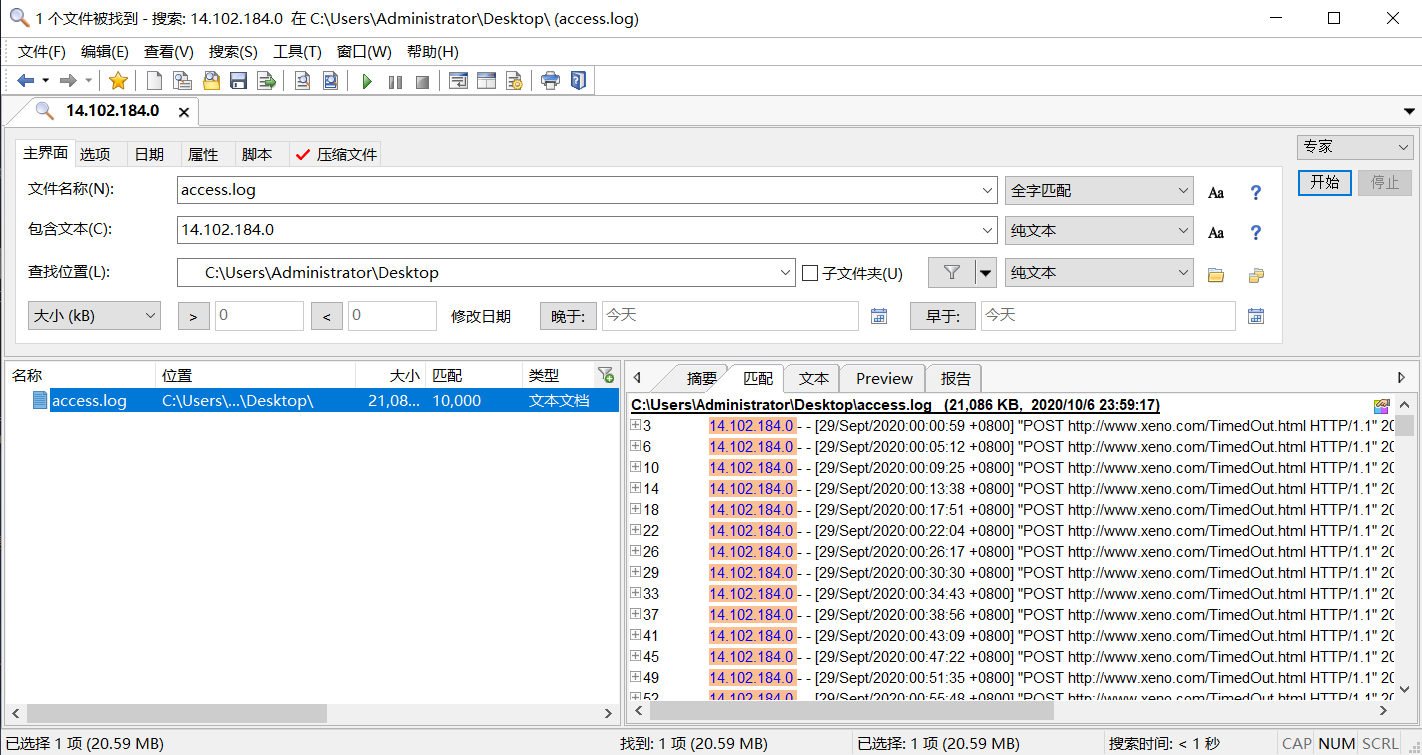 1 个文件被找到 - 搜索: 14.102.184.0 在 C:\Users\Administrator\Desktop\ (access.log)
文件(F) 编辑(E) 查看(V) 搜索(S) 工具(T) 窗口(W) 帮助(H)
14.102.184.0
主界面 选项 日期 属性 脚本 压缩文件 专家
开始 停止
文件名称(N): access.log 全字匹配 Aa ?
包含文本(C): 14.102.184.0 纯文本 Aa ?
查找位置(L): C:\Users\Administrator\Desktop 子文件夹(U) 纯文本
大小 (kB) > 0 < 0 修改日期 晚于: 今天 早于: 今天
名称 位置 大小 匹配 类型
access.log C:\Users\...\Desktop\ 21,08... 10,000 文本文档
摘要 匹配 文本 Preview 报告
C:\Users\Administrator\Desktop\access.log (21,086 KB, 2020/10/6 23:59:17)
3 14.102.184.0 - - [29/Sept/2020:00:00:59 +0800] "POST http://www.xeno.com/TimedOut.html HTTP/1.1" 20
6 14.102.184.0 - - [29/Sept/2020:00:05:12 +0800] "POST http://www.xeno.com/TimedOut.html HTTP/1.1" 20
10 14.102.184.0 - - [29/Sept/2020:00:09:25 +0800] "POST http://www.xeno.com/TimedOut.html HTTP/1.1" 20
14 14.102.184.0 - - [29/Sept/2020:00:13:38 +0800] "POST http://www.xeno.com/TimedOut.html HTTP/1.1" 20
18 14.102.184.0 - - [29/Sept/2020:00:17:51 +0800] "POST http://www.xeno.com/TimedOut.html HTTP/1.1" 20
22 14.102.184.0 - - [29/Sept/2020:00:22:04 +0800] "POST http://www.xeno.com/TimedOut.html HTTP/1.1" 20
26 14.102.184.0 - - [29/Sept/2020:00:26:17 +0800] "POST http://www.xeno.com/TimedOut.html HTTP/1.1" 20
29 14.102.184.0 - - [29/Sept/2020:00:30:30 +0800] "POST http://www.xeno.com/TimedOut.html HTTP/1.1" 20
33 14.102.184.0 - - [29/Sept/2020:00:34:43 +0800] "POST http://www.xeno.com/TimedOut.html HTTP/1.1" 20
37 14.102.184.0 - - [29/Sept/2020:00:38:56 +0800] "POST http://www.xeno.com/TimedOut.html HTTP/1.1" 20
41 14.102.184.0 - - [29/Sept/2020:00:43:09 +0800] "POST http://www.xeno.com/TimedOut.html HTTP/1.1" 20
45 14.102.184.0 - - [29/Sept/2020:00:47:22 +0800] "POST http://www.xeno.com/TimedOut.html HTTP/1.1" 20
49 14.102.184.0 - - [29/Sept/2020:00:51:35 +0800] "POST http://www.xeno.com/TimedOut.html HTTP/1.1" 20
52 14.102.184.0 - - [29/Sept/2020:00:55:48 +0800] "POST http://www.xeno.com/TimedOut.html HTTP/1.1" 20
已选择 1 项 (20.59 MB) 找到: 1 项 (20.59 MB) 已选择: 1 项 (20.59 MB) 搜索时间: < 1 秒 CAP NUM SCRL